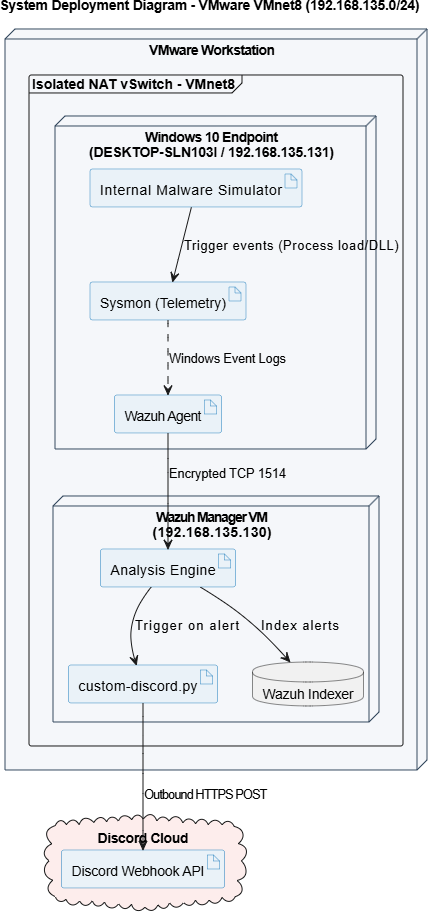 System Deployment Diagram - VMware VMnet8 (192.168.135.0/24)
VMware Workstation
Isolated NAT vSwitch - VMnet8
Windows 10 Endpoint
(DESKTOP-SLN103I / 192.168.135.131)
Internal Malware Simulator
Trigger events (Process load/DLL)
Sysmon (Telemetry)
Windows Event Logs
Wazuh Agent
Encrypted TCP 1514
Wazuh Manager VM
(192.168.135.130)
Analysis Engine
Trigger on alert
Index alerts
custom-discord.py
Wazuh Indexer
Outbound HTTPS POST
Discord Cloud
Discord Webhook API